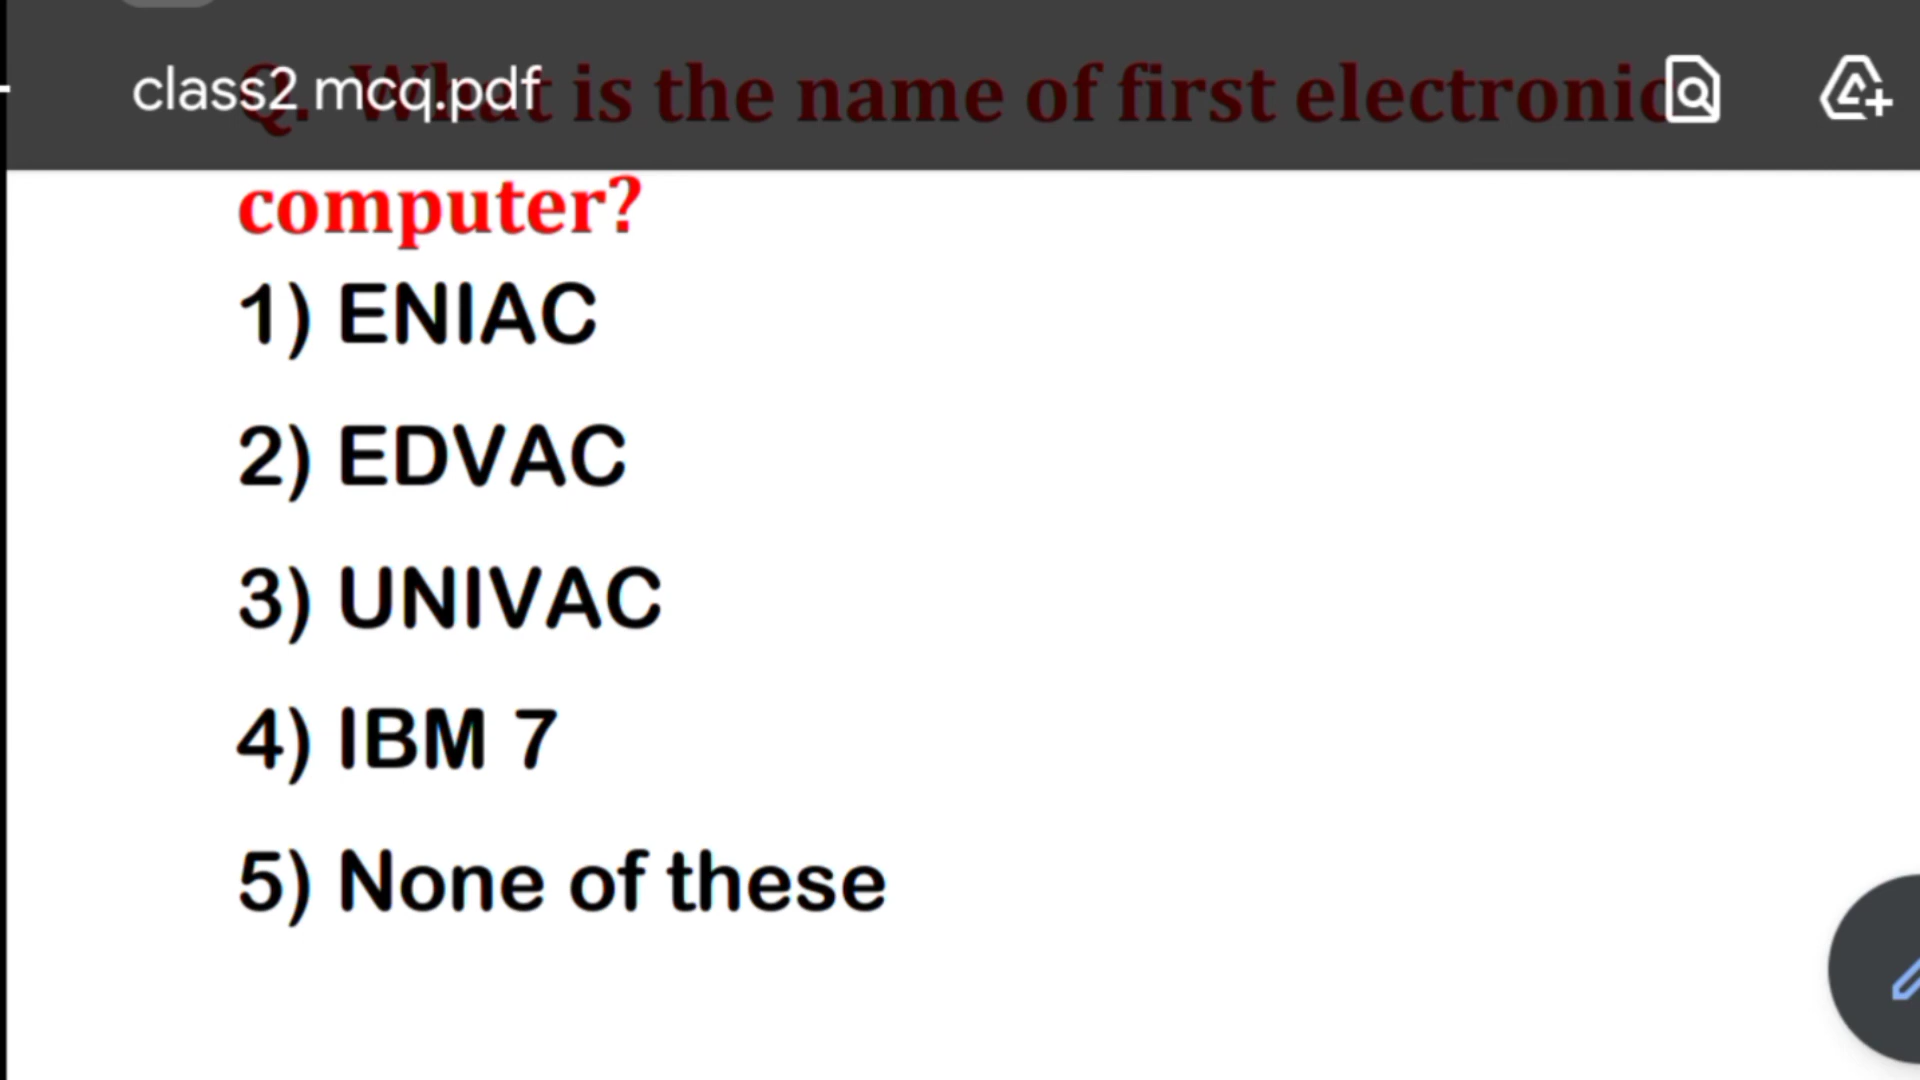 class2 mcq.pdf
Q. What is the name of first electronic
computer?
1) ENIAC
2) EDVAC
3) UNIVAC
4) IBM 7
5) None of these